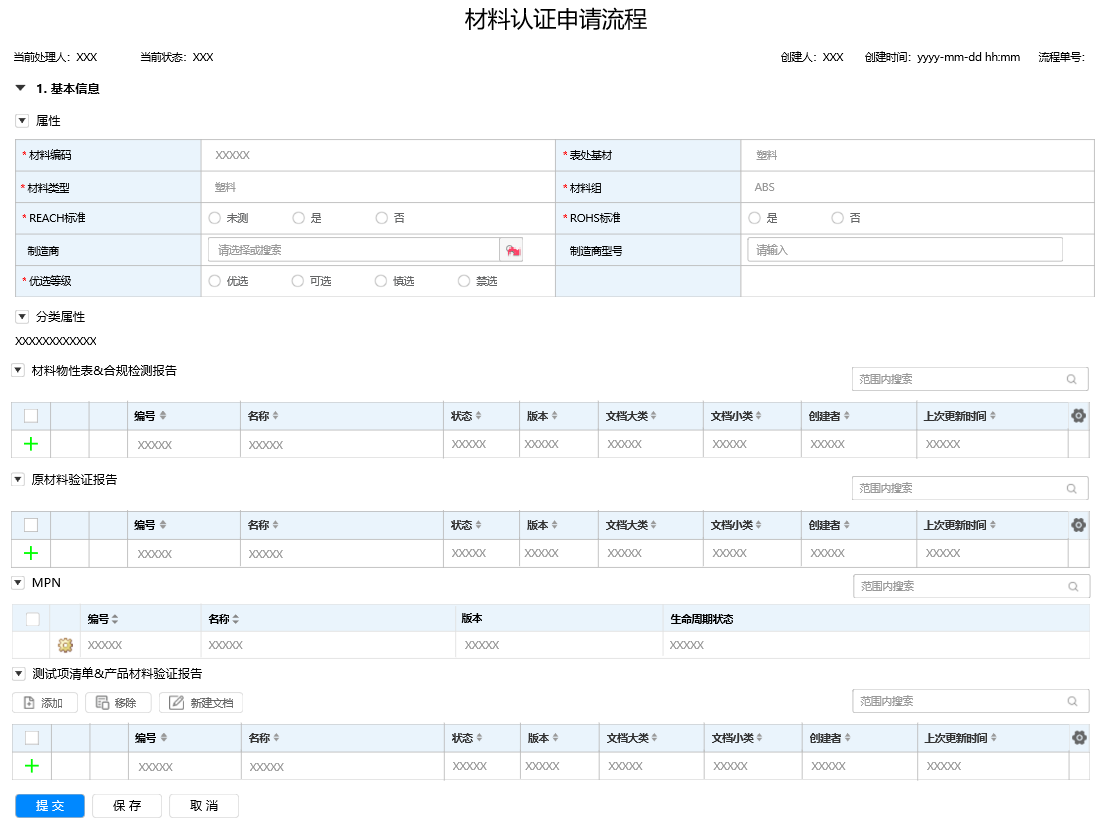 材料认证申请流程
当前处理人: XXX 当前状态: XXX 创建人: XXX 创建时间: yyyy-mm-dd hh:mm 流程单号:
1. 基本信息
属性
*材料编码 XXXXX *表处基材 塑料
*材料类型 塑料 *材料组 ABS
*REACH标准 未测 是 否 *ROHS标准 是 否
制造商 请选择或搜索 制造商型号 请输入
*优选等级 优选 可选 慎选 禁选
分类属性
XXXXXXXXXXXX
材料物性表&合规检测报告 范围内搜索
编号 名称 状态 版本 文档大类 文档小类 创建者 上次更新时间
XXXXX XXXXX XXXXX XXXXX XXXXX XXXXX XXXXX XXXXX
原材料验证报告 范围内搜索
编号 名称 状态 版本 文档大类 文档小类 创建者 上次更新时间
XXXXX XXXXX XXXXX XXXXX XXXXX XXXXX XXXXX XXXXX
MPN 范围内搜索
编号 名称 版本 生命周期状态
XXXXX XXXXX XXXXX XXXXX
测试项清单&产品材料验证报告
添加 移除 新建文档 范围内搜索
编号 名称 状态 版本 文档大类 文档小类 创建者 上次更新时间
XXXXX XXXXX XXXXX XXXXX XXXXX XXXXX XXXXX XXXXX
提 交 保 存 取 消